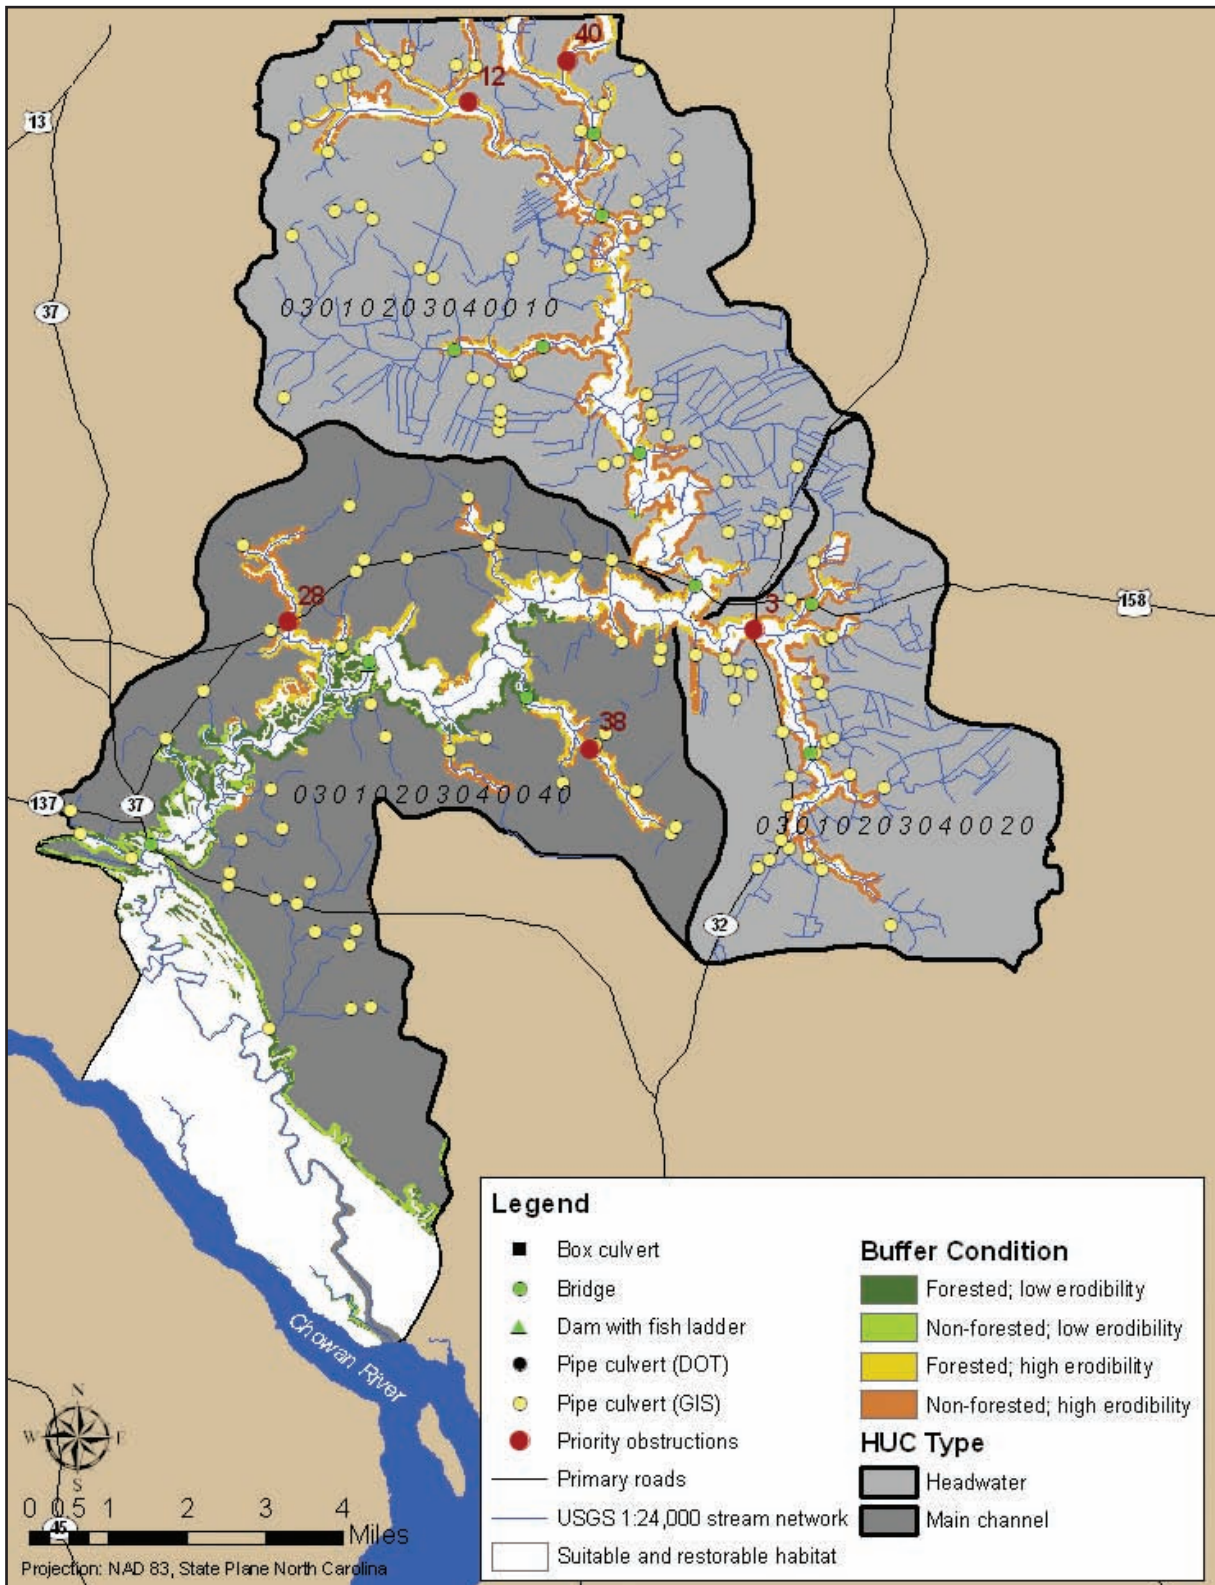 40
12
13
37
03010203040010
28
3
158
38
137
37
03010203040040
03010203040020
32
Chowan River
N
W E
S
0 0.5 1 2 3 4
Miles
45
Projection: NAD 83, State Plane North Carolina
Legend
Box culvert
Bridge
Dam with fish ladder
Pipe culvert (DOT)
Pipe culvert (GIS)
Priority obstructions
Primary roads
USGS 1:24,000 stream network
Suitable and restorable habitat
Buffer Condition
Forested; low erodibility
Non-forested; low erodibility
Forested; high erodibility
Non-forested; high erodibility
HUC Type
Headwater
Main channel